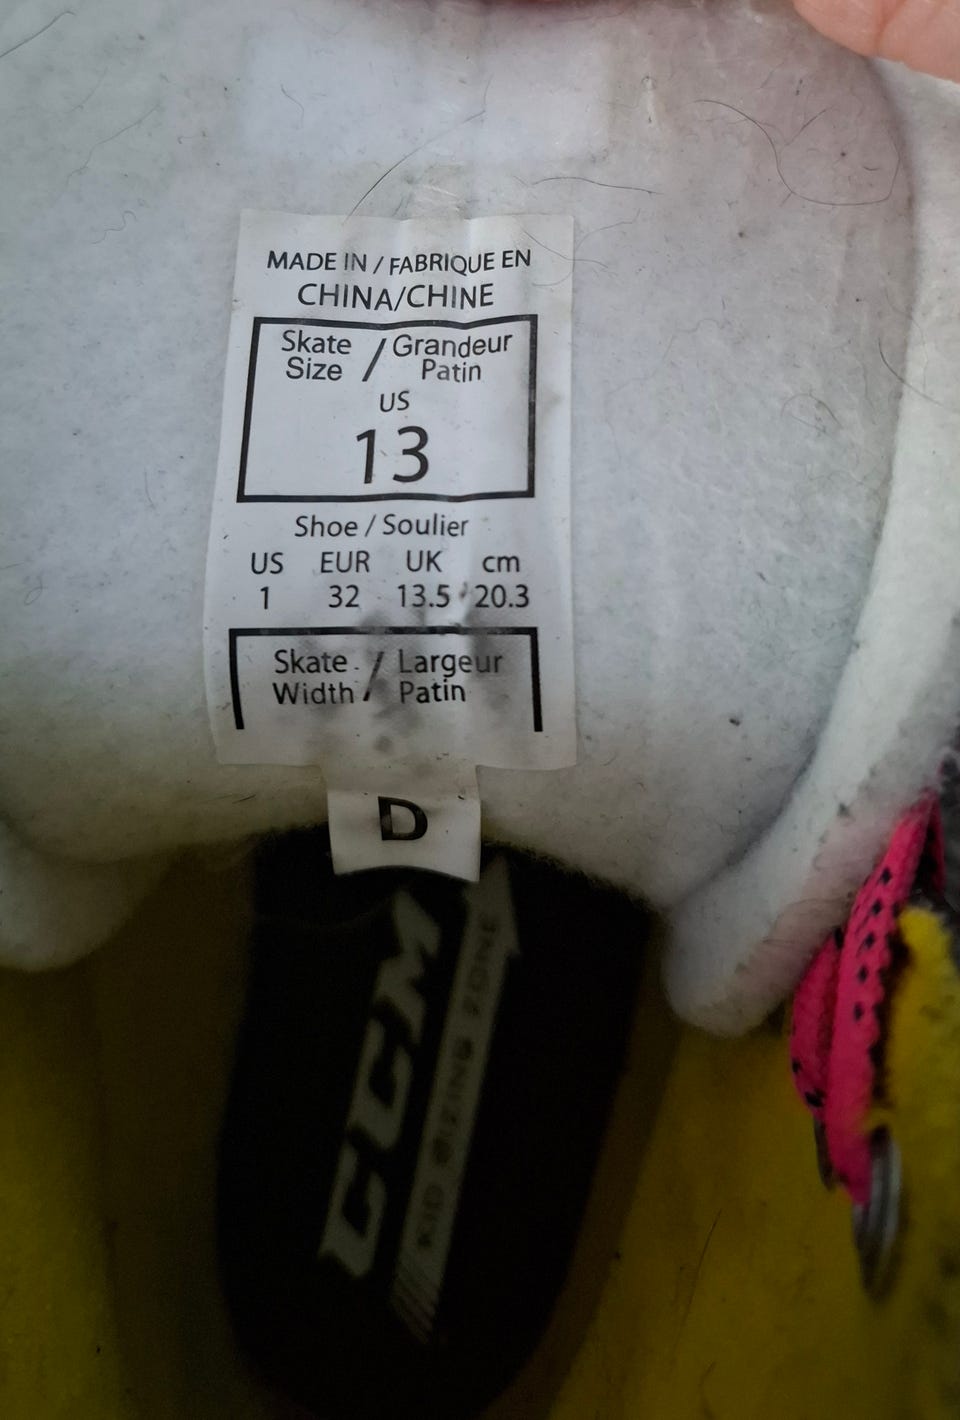 MADE IN / FABRIQUE EN
CHINA/CHINE
Skate Size / Grandeur Patin
US
13
Shoe / Soulier
US EUR UK cm
1 32 13.5 20.3
Skate Width / Largeur Patin
D
CCM
KID SIZING ZONE